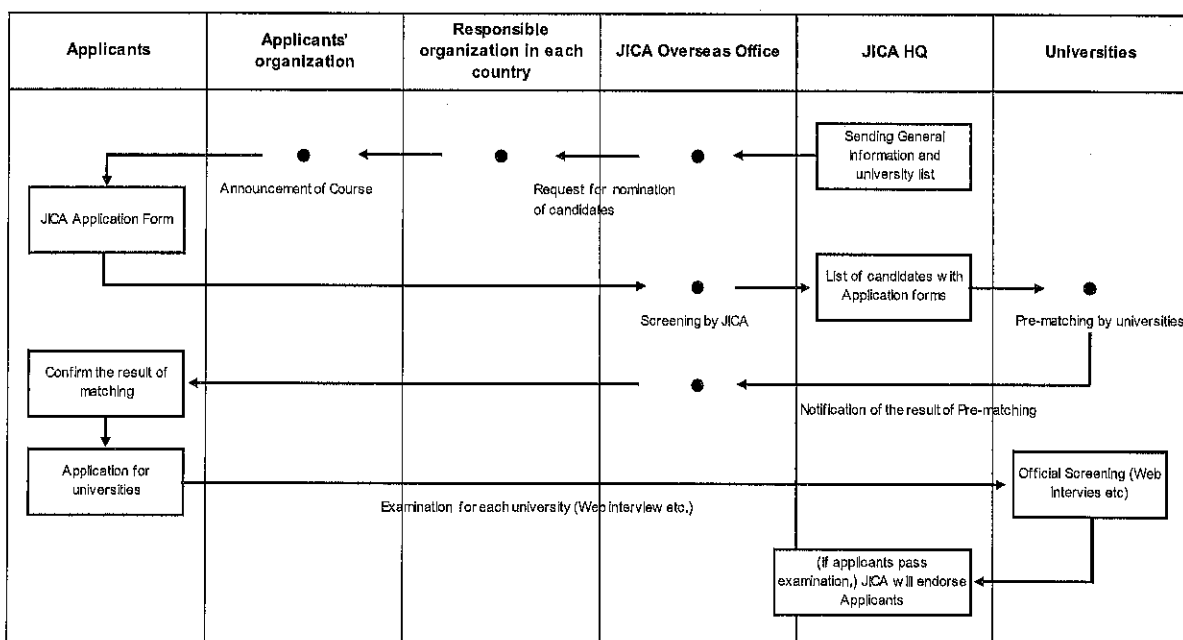 Applicants
Applicants'
organization
Responsible
organization in each
country
JICA Overseas Office
JICA HQ
Universities
Sending General
Information and
university list
Announcement of Course
Request for nomination
of candidates
JICA Application Form
List of candidates with
Application forms
Screening by JICA
Pre-matching by universities
Confirm the result of
matching
Notification of the result of Pre-matching
Application for
universities
Official Screening (Web
intervies etc)
Examination for each university (Web interview etc.)
(If applicants pass
examination,) JICA will endorse
Applicants